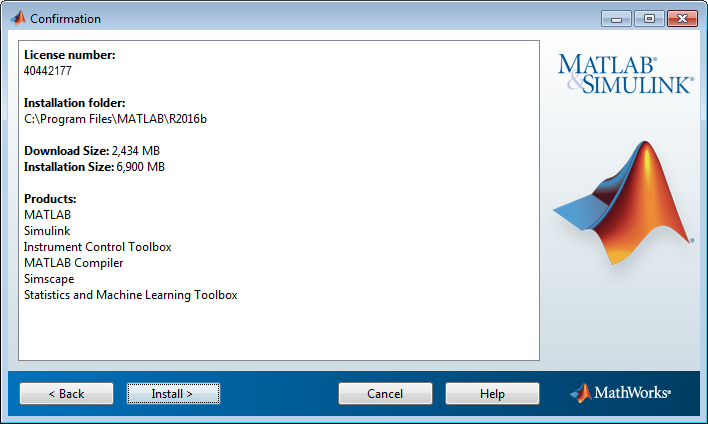 Confirmation
License number:
40442177
Installation folder:
C:\Program Files\MATLAB\R2016b
Download Size: 2,434 MB
Installation Size: 6,900 MB
Products:
MATLAB
Simulink
Instrument Control Toolbox
MATLAB Compiler
Simscape
Statistics and Machine Learning Toolbox
MATLAB®
&SIMULINK®
®
< Back
Install >
Cancel
Help
MathWorks®